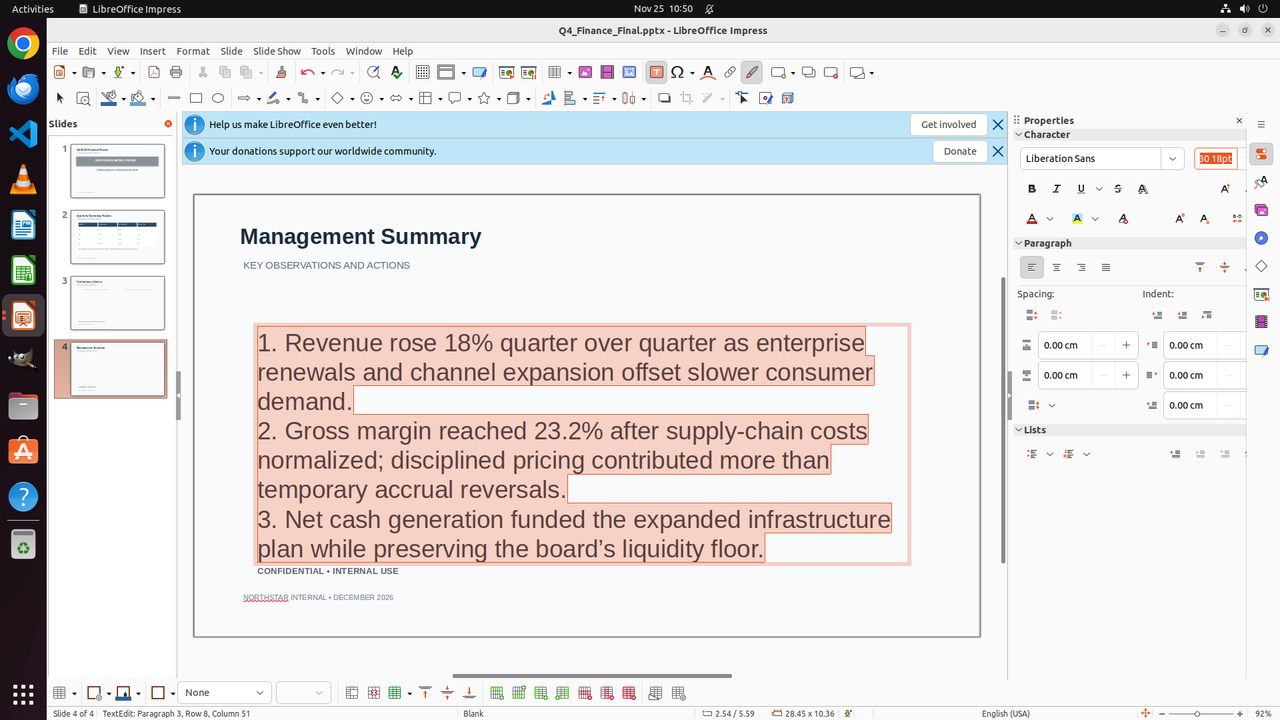 Activities
LibreOffice Impress
Nov 25 10:50
Q4_Finance_Final.pptx - LibreOffice Impress
File Edit View Insert Format Slide Slide Show Tools Window Help
Slides
Help us make LibreOffice even better!
Get involved
Your donations support our worldwide community.
Donate
1
2
3
4
Management Summary
KEY OBSERVATIONS AND ACTIONS
1. Revenue rose 18% quarter over quarter as enterprise
renewals and channel expansion offset slower consumer
demand.
2. Gross margin reached 23.2% after supply-chain costs
normalized; disciplined pricing contributed more than
temporary accrual reversals.
3. Net cash generation funded the expanded infrastructure
plan while preserving the board’s liquidity floor.
CONFIDENTIAL • INTERNAL USE
NORTHSTAR INTERNAL • DECEMBER 2026
Properties
Character
Liberation Sans
18pt
Paragraph
Spacing:
Indent:
0.00 cm
0.00 cm
0.00 cm
0.00 cm
0.00 cm
Lists
None
Slide 4 of 4
TextEdit: Paragraph 3, Row 8, Column 51
Blank
2.54 / 5.59
28.45 x 10.36
English (USA)
92%